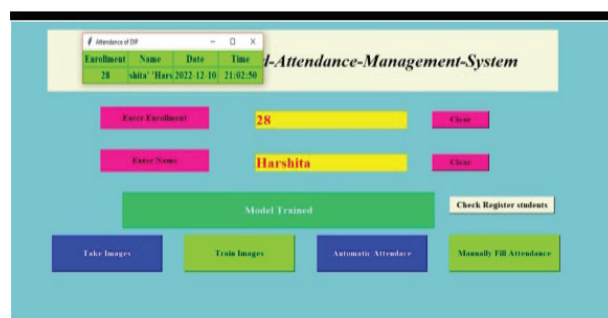 Attendance of DIP
Enrollment Name Date Time
28 shita' 'Hars 2022-12-10 21:02:50
d-Attendance-Management-System
Enter Enrollment 28 Clear
Enter Name Harshita Clear
Model Trained
Check Register students
Take Images Train Images Automatic Attendace Manually Fill Attendance